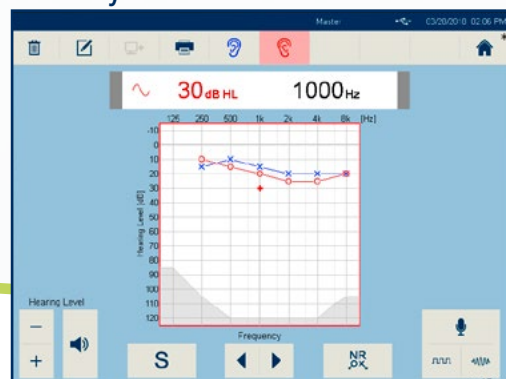 Master 03/20/2010 02:06 PM
30 dB HL 1000 Hz
125 250 500 1k 2k 4k 8k [Hz]
-10
0
10
20
30
40
50
60
70
80
90
100
110
120
Hearing Level [dB]
Hearing Level
Frequency
- S NR
+